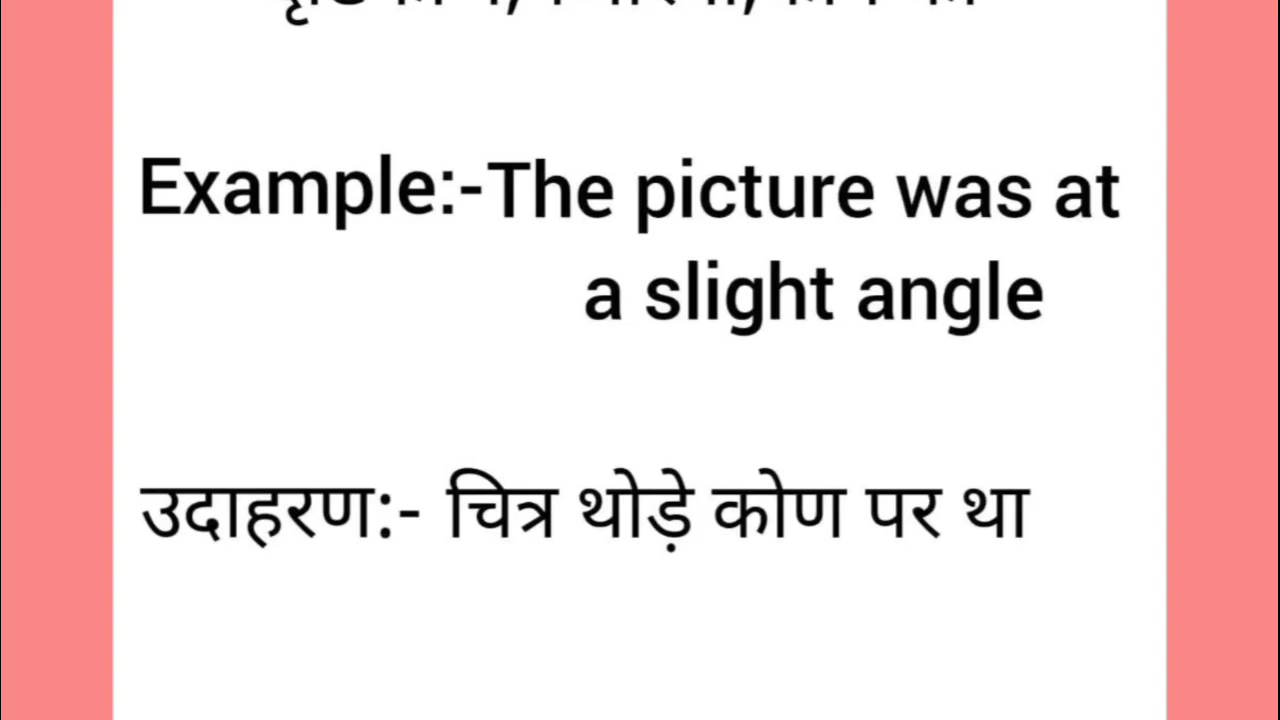 Example:-The picture was at
a slight angle
उदाहरण:- चित्र थोड़े कोण पर था